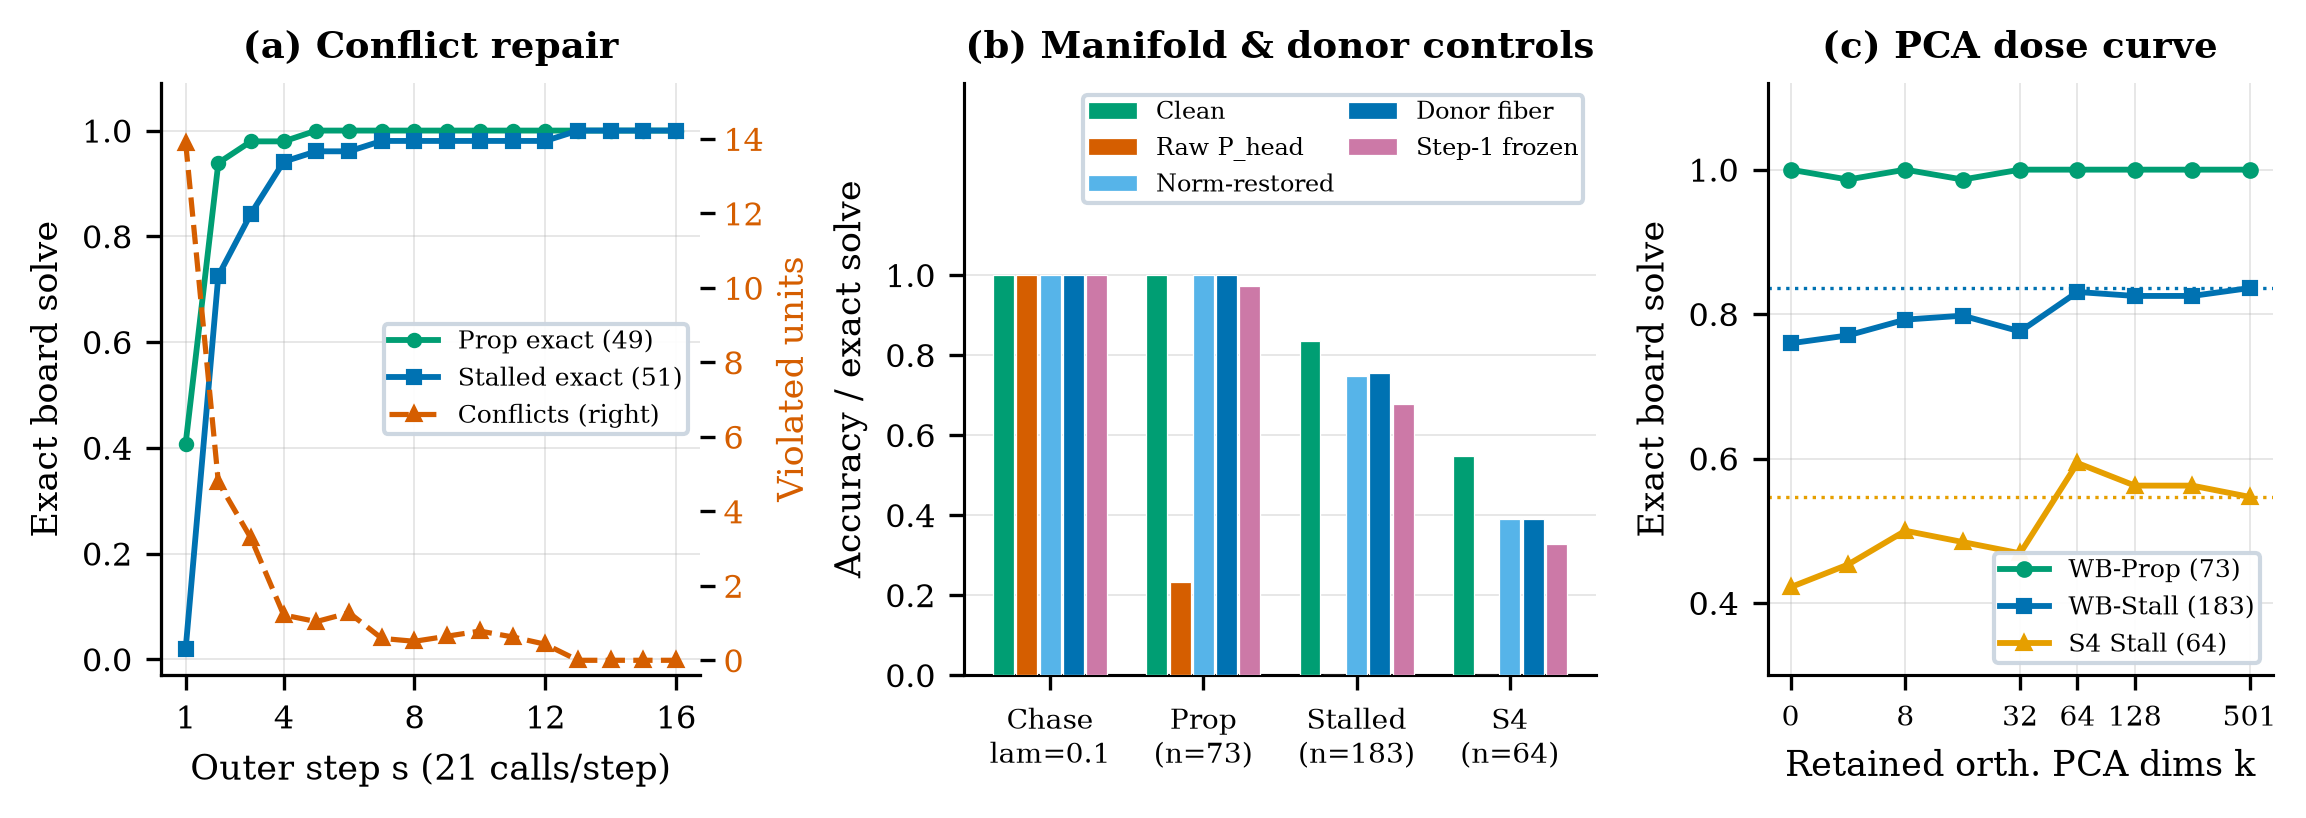 (a) Conflict repair
Exact board solve
1.0
0.8
0.6
0.4
0.2
0.0
14
12
10
8
6
4
2
0
Violated units
Prop exact (49)
Stalled exact (51)
Conflicts (right)
1 4 8 12 16
Outer step s (21 calls/step)
(b) Manifold & donor controls
Accuracy / exact solve
1.0
0.8
0.6
0.4
0.2
0.0
Clean
Raw P_head
Norm-restored
Donor fiber
Step-1 frozen
Chase
lam=0.1
Prop
(n=73)
Stalled
(n=183)
S4
(n=64)
(c) PCA dose curve
Exact board solve
1.0
0.8
0.6
0.4
WB-Prop (73)
WB-Stall (183)
S4 Stall (64)
0 8 32 64 128 501
Retained orth. PCA dims k